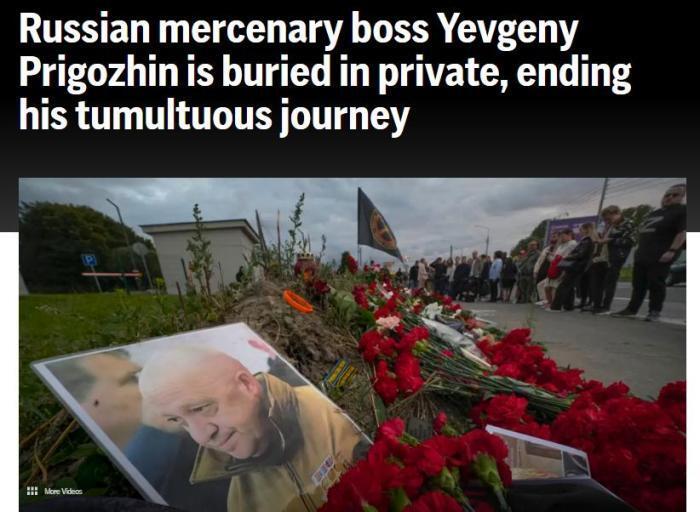 Russian mercenary boss Yevgeny
Prigozhin is buried in private, ending
his tumultuous journey
P
More Videos